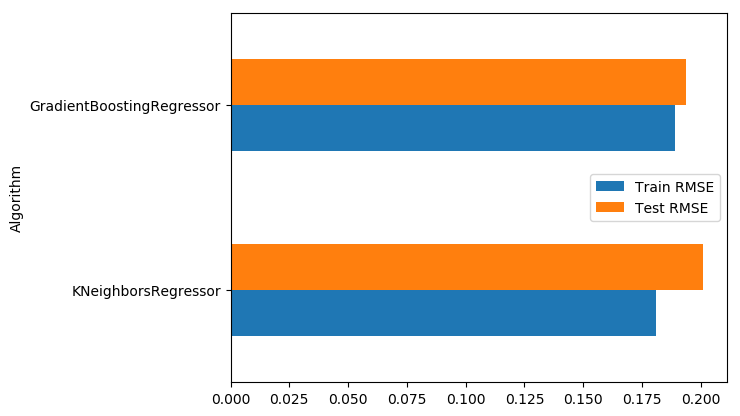 GradientBoostingRegressor
Algorithm
Train RMSE
Test RMSE
KNeighborsRegressor
0.000 0.025 0.050 0.075 0.100 0.125 0.150 0.175 0.200